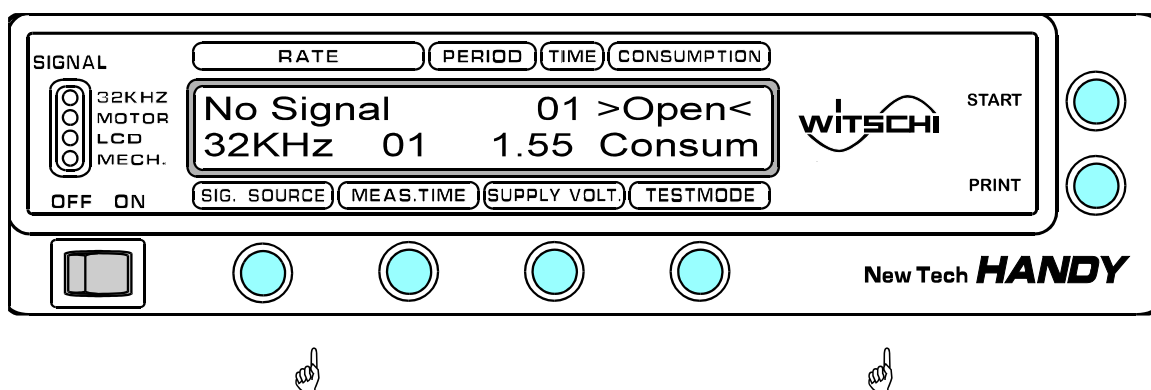 RATE PERIOD TIME CONSUMPTION
SIGNAL
32KHZ
MOTOR
LCD
MECH.
No Signal 01 >Open<
32KHz 01 1.55 Consum
WITSCHI
START
PRINT
OFF ON
SIG. SOURCE MEAS.TIME SUPPLY VOLT. TESTMODE
New Tech HANDY